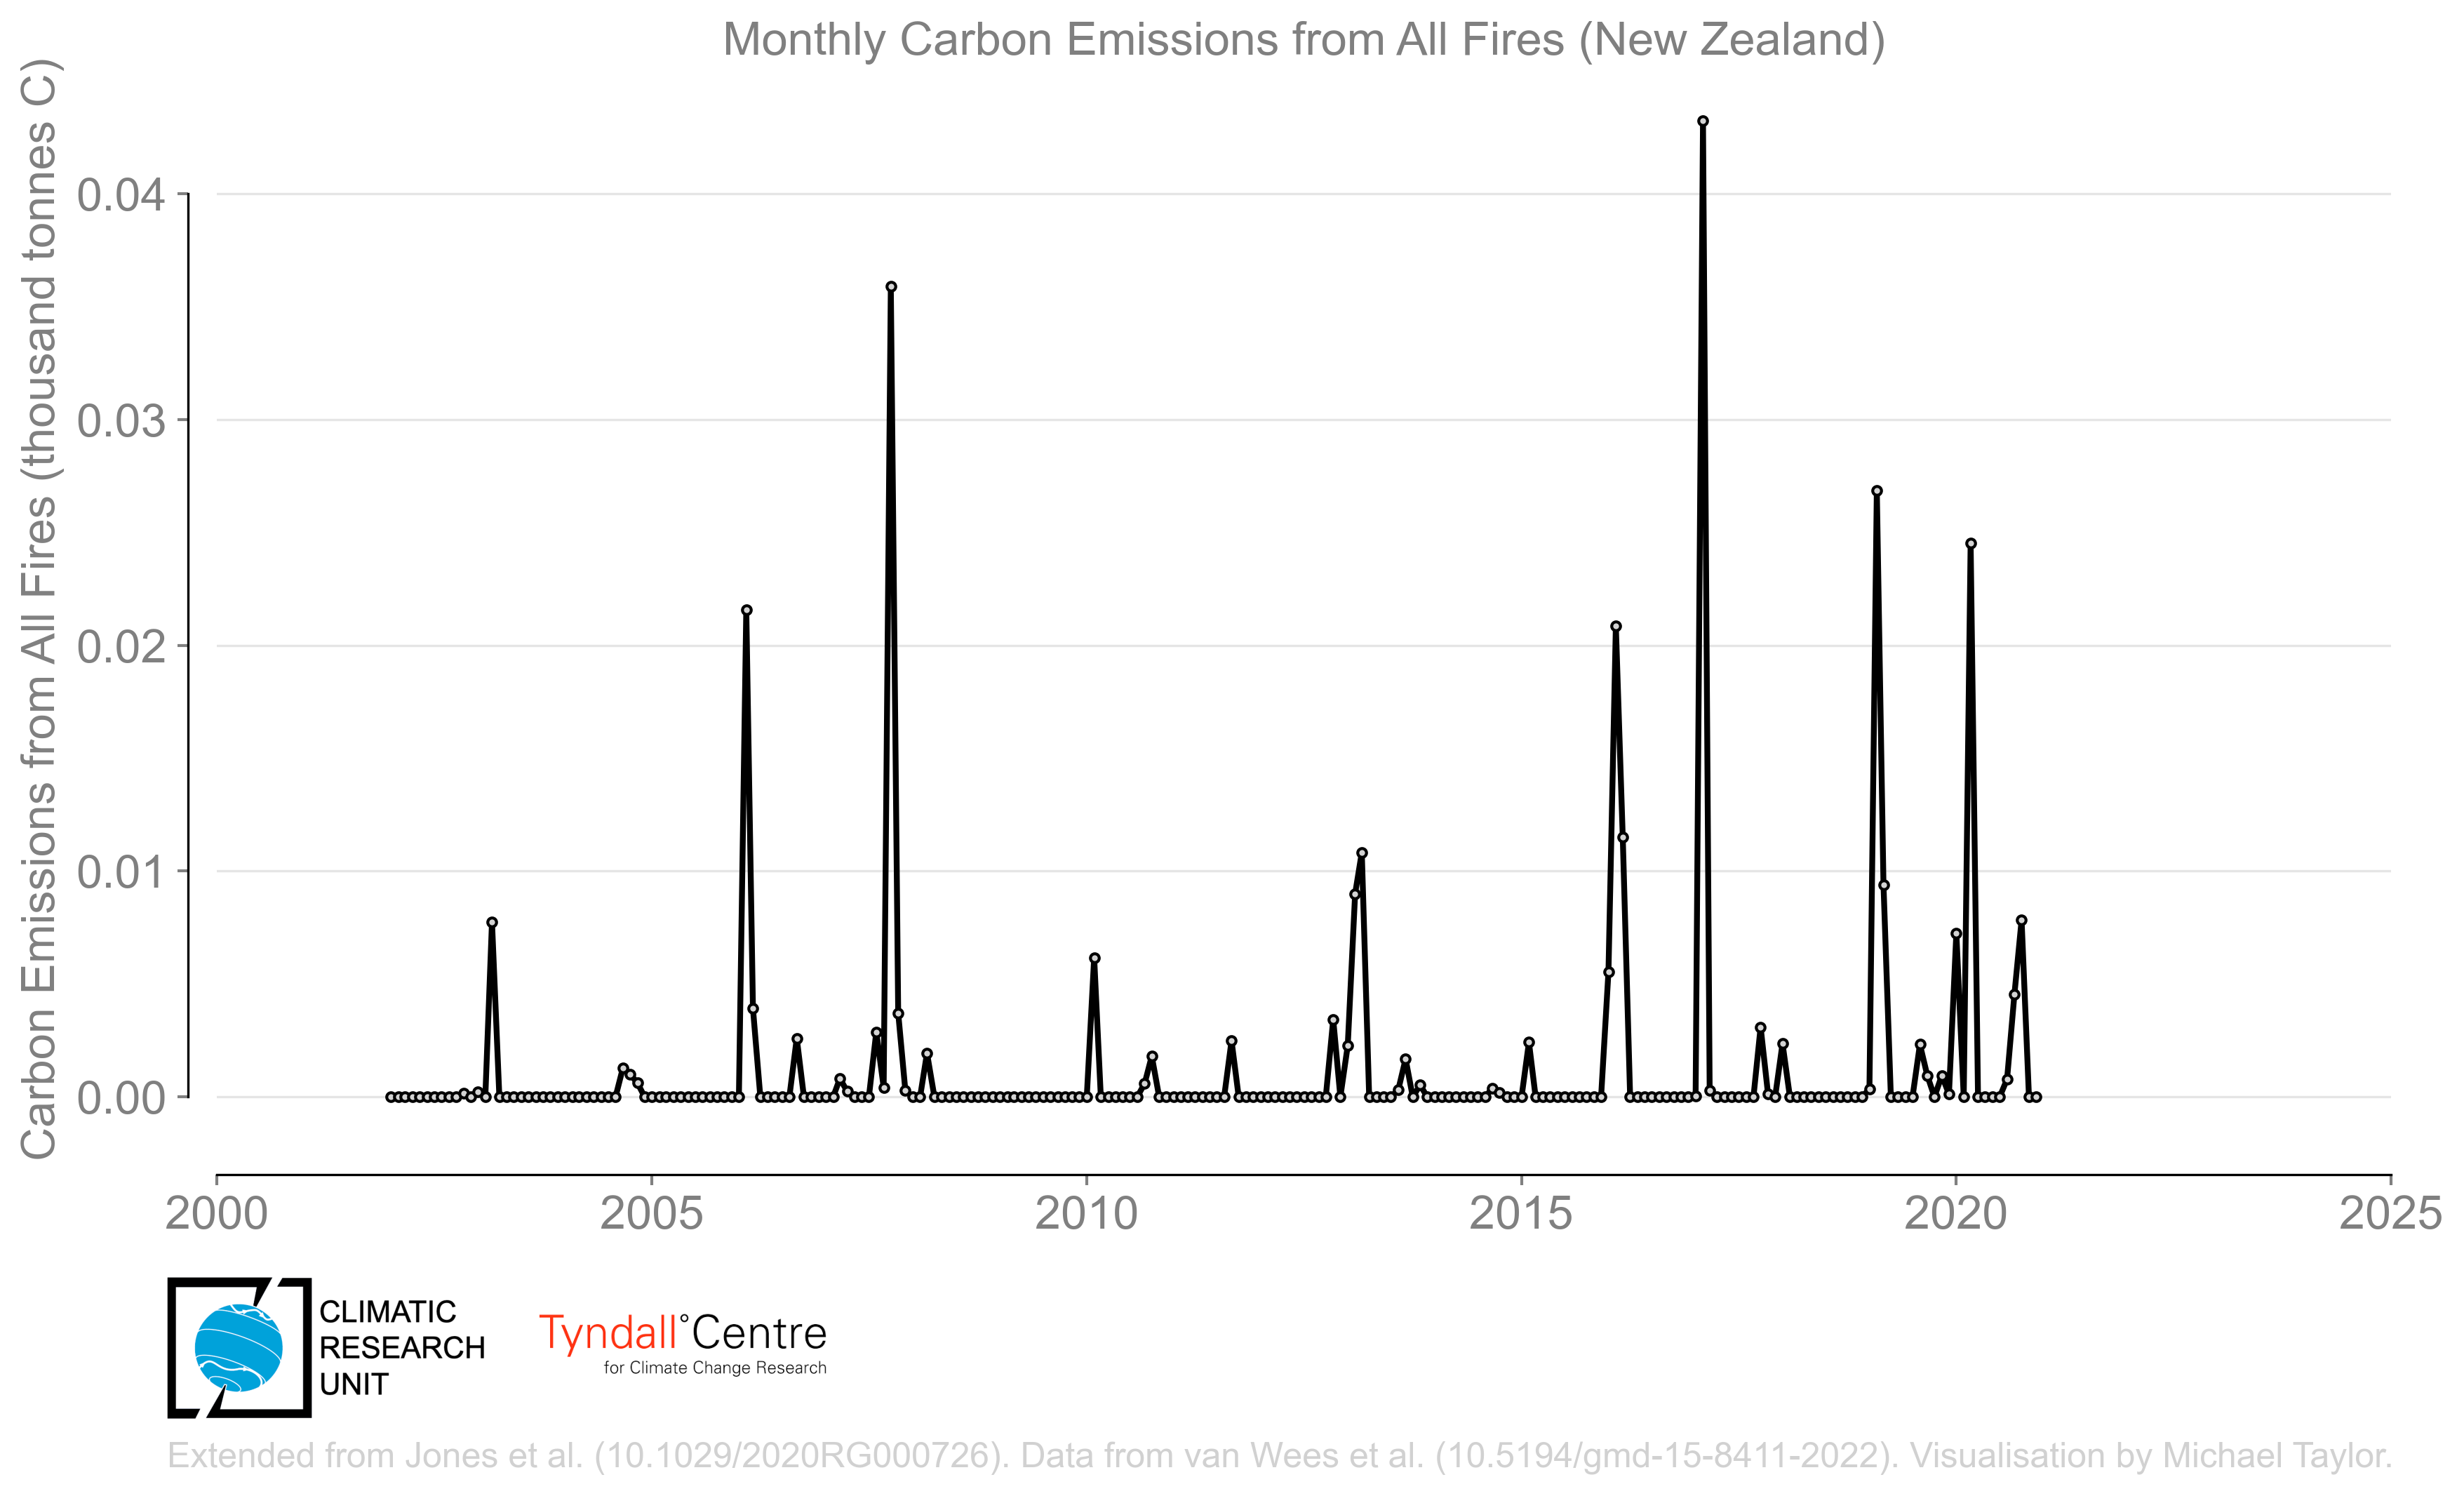 Monthly Carbon Emissions from All Fires (New Zealand)
Carbon Emissions from All Fires (thousand tonnes C)
0.04
0.03
0.02
0.01
0.00
2000 2005 2010 2015 2020 2025
CLIMATIC
RESEARCH
UNIT
Tyndall°Centre
for Climate Change Research
Extended from Jones et al. (10.1029/2020RG000726). Data from van Wees et al. (10.5194/gmd-15-8411-2022). Visualisation by Michael Taylor.